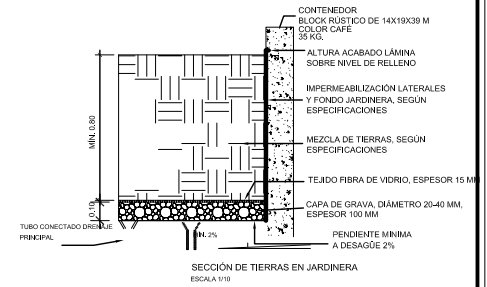 CONTENEDOR
BLOCK RÚSTICO DE 14X19X39 M
COLOR CAFÉ
35 KG.
ALTURA ACABADO LÁMINA
SOBRE NIVEL DE RELLENO
IMPERMEABILIZACIÓN LATERALES
Y FONDO JARDINERA, SEGÚN
ESPECIFICACIONES
MEZCLA DE TIERRAS, SEGÚN
ESPECIFICACIONES
TEJIDO FIBRA DE VIDRIO, ESPESOR 15 MM
CAPA DE GRAVA, DIÁMETRO 20-40 MM,
ESPESOR 100 MM
PENDIENTE MÍNIMA
A DESAGÜE 2%
MÍN. 0,80
0,10
TUBO CONECTADO DRENAJE
PRINCIPAL
MÍN. 2%
SECCIÓN DE TIERRAS EN JARDINERA
ESCALA 1/10